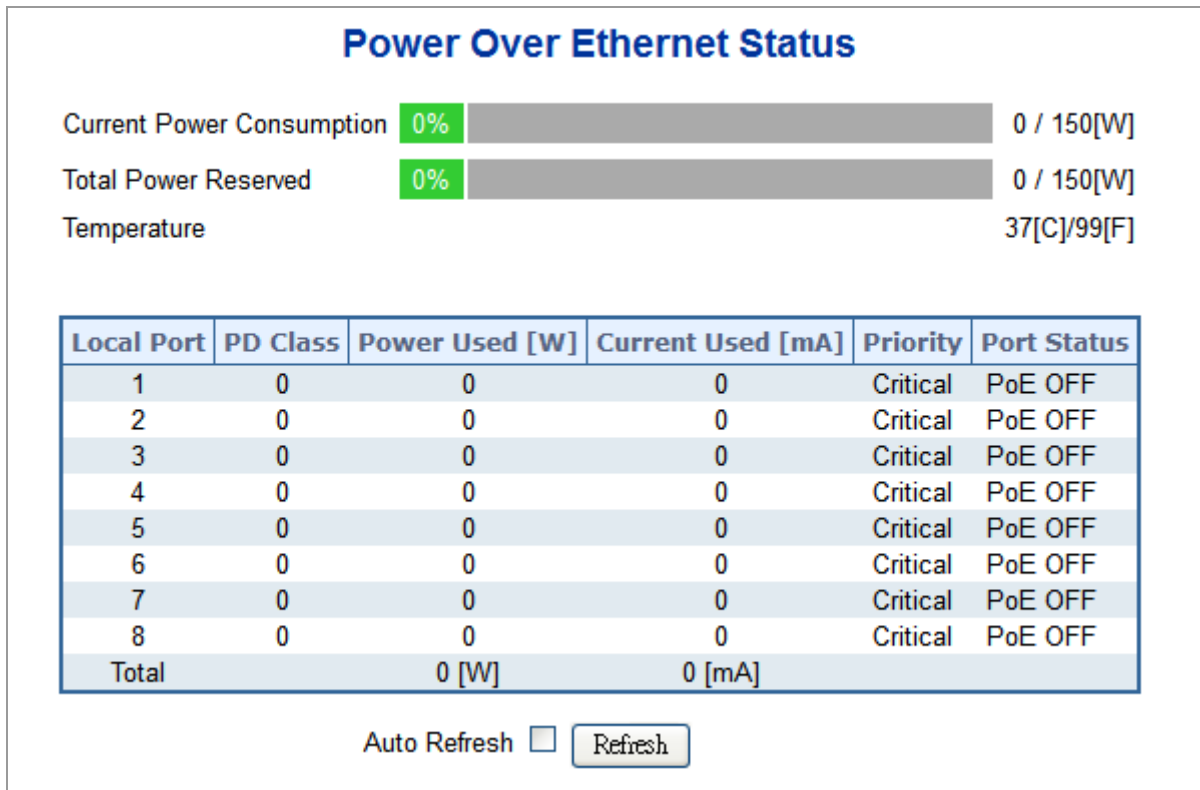 Power Over Ethernet Status
Current Power Consumption 0% 0 / 150[W]
Total Power Reserved 0% 0 / 150[W]
Temperature 37[C]/99[F]
Local Port PD Class Power Used [W] Current Used [mA] Priority Port Status
1 0 0 0 Critical PoE OFF
2 0 0 0 Critical PoE OFF
3 0 0 0 Critical PoE OFF
4 0 0 0 Critical PoE OFF
5 0 0 0 Critical PoE OFF
6 0 0 0 Critical PoE OFF
7 0 0 0 Critical PoE OFF
8 0 0 0 Critical PoE OFF
Total 0 [W] 0 [mA]
Auto Refresh Refresh